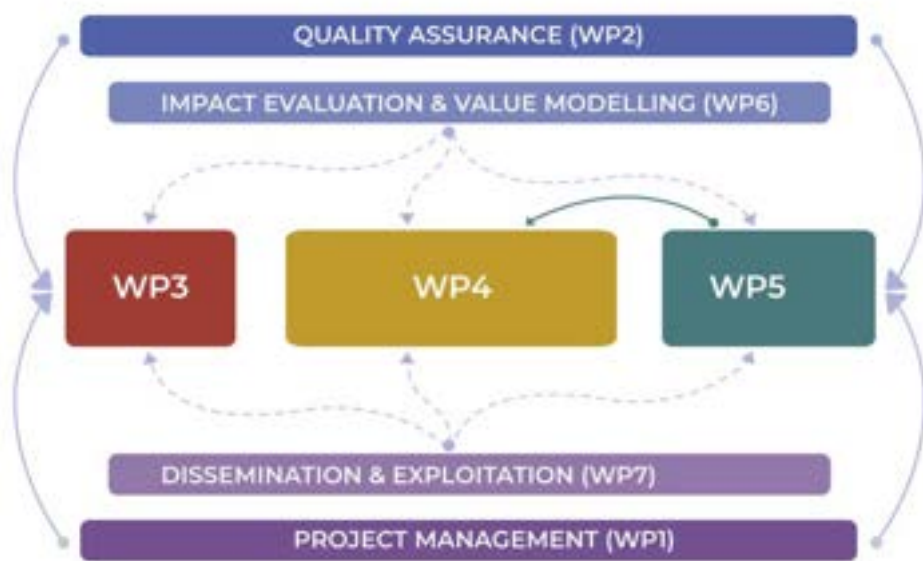 QUALITY ASSURANCE (WP2)
IMPACT EVALUATION & VALUE MODELLING (WP6)
WP3
WP4
WP5
DISSEMINATION & EXPLOITATION (WP7)
PROJECT MANAGEMENT (WP1)